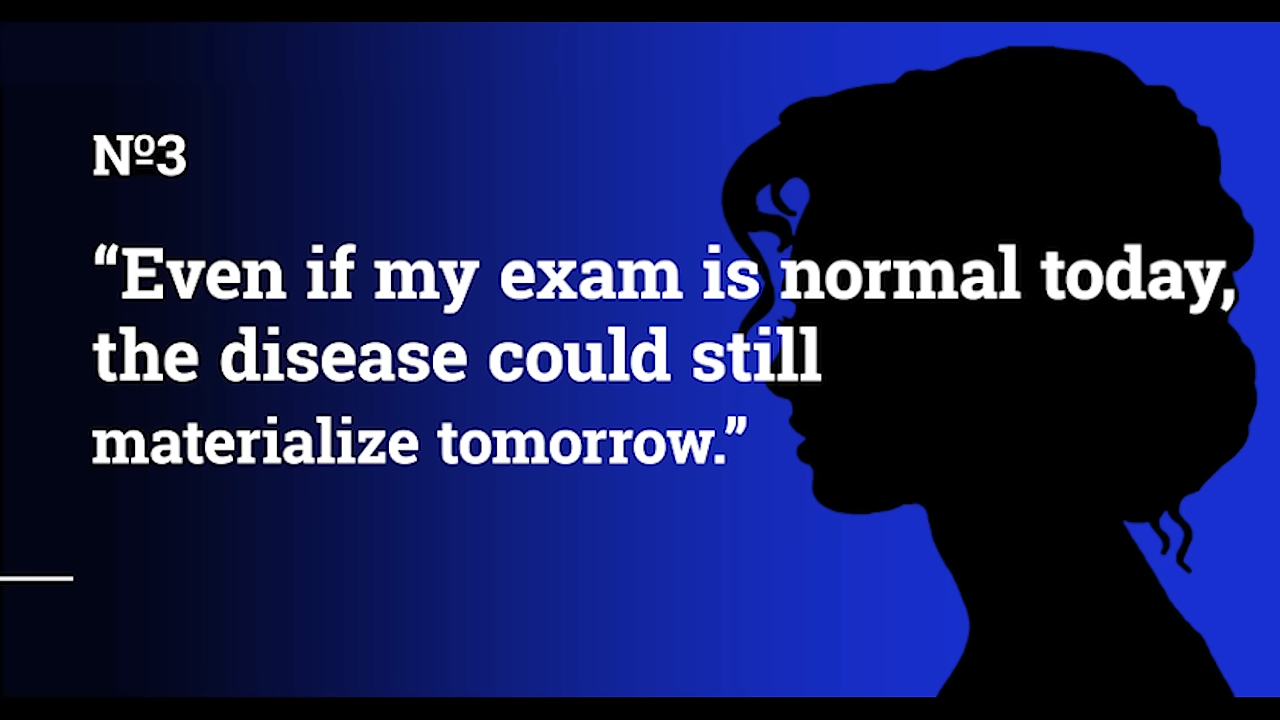 Nº3
“Even if my exam is normal today,
the disease could still
materialize tomorrow.”